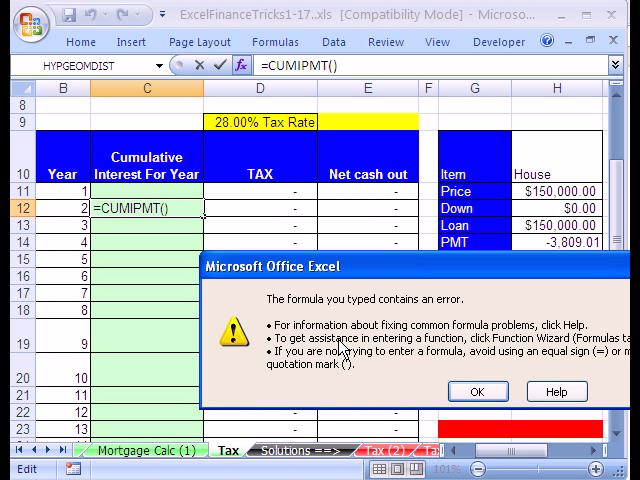 ExcelFinanceTricks1-17..xls [Compatibility Mode] - Microso...
Home Insert Page Layout Formulas Data Review View Developer
HYPGEOMDIST =CUMIPMT()
B C D E F G H
8
9 28.00% Tax Rate
10 Year Cumulative Interest For Year TAX Net cash out Item House
11 1 - - Price $150,000.00
12 2 =CUMIPMT() - - Down $0.00
13 3 - - Loan $150,000.00
14 4 - - PMT -3,809.01
15 5
16 6
17 7
18 8
19 9
20 10
21 11
22 12 - -
23 13 - -
Microsoft Office Excel
The formula you typed contains an error.
• For information about fixing common formula problems, click Help.
• To get assistance in entering a function, click Function Wizard (Formulas ta
• If you are not trying to enter a formula, avoid using an equal sign (=) or m
quotation mark (').
OK Help
Mortgage Calc (1) Tax Solutions ==> Tax (2) Ta
Edit 101%